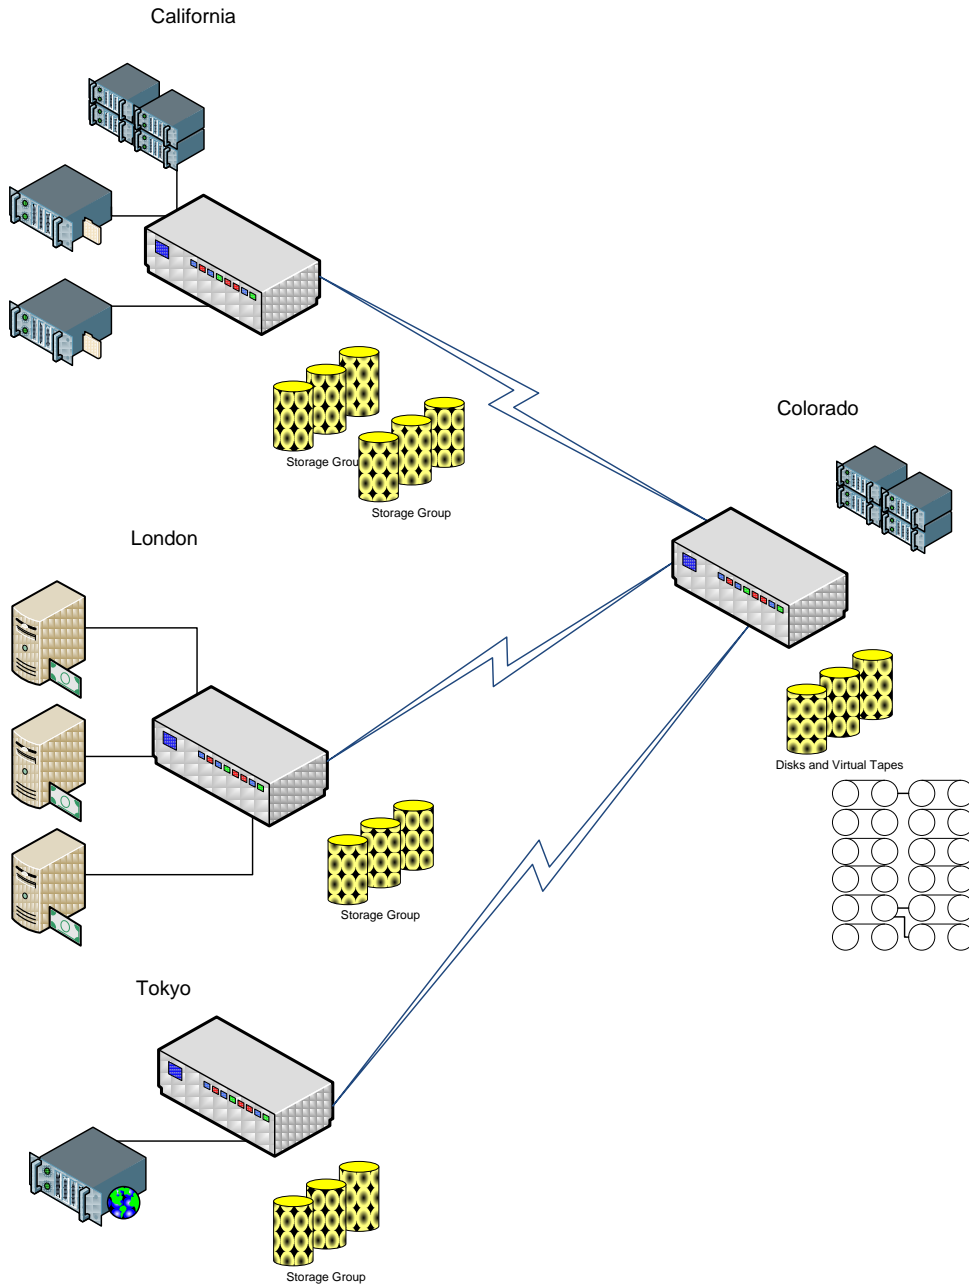 California
Storage Grou
Storage Group
Colorado
London
Disks and Virtual Tapes
Storage Group
Tokyo
Storage Group